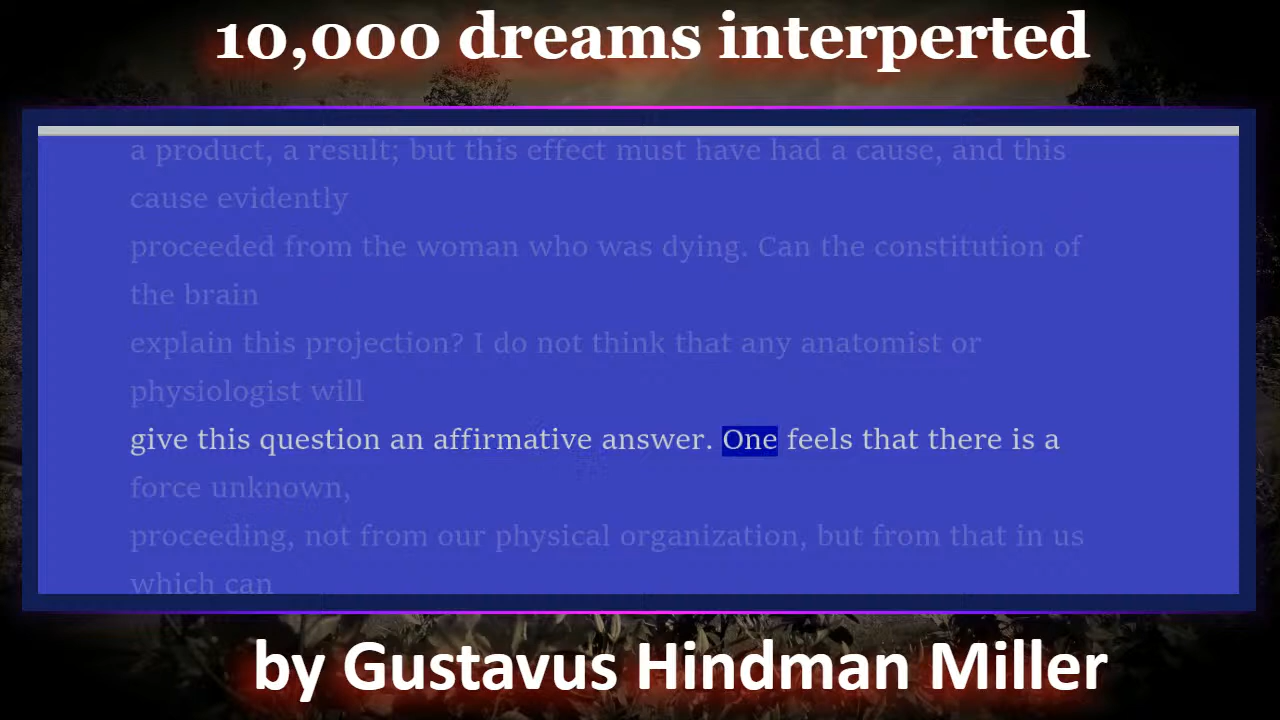 10,000 dreams interperted
a product, a result; but this effect must have had a cause, and this
cause evidently
proceeded from the woman who was dying. Can the constitution of
the brain
explain this projection? I do not think that any anatomist or
physiologist will
give this question an affirmative answer. One feels that there is a
force unknown,
proceeding, not from our physical organization, but from that in us
which can
by Gustavus Hindman Miller